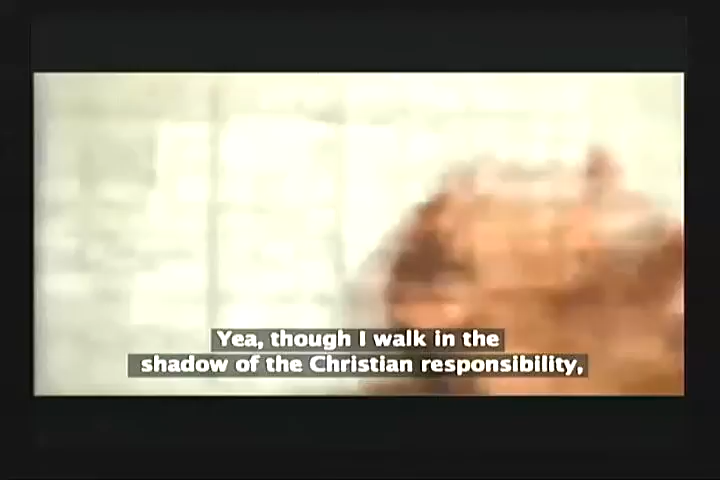 Yea, though I walk in the
shadow of the Christian responsibility,